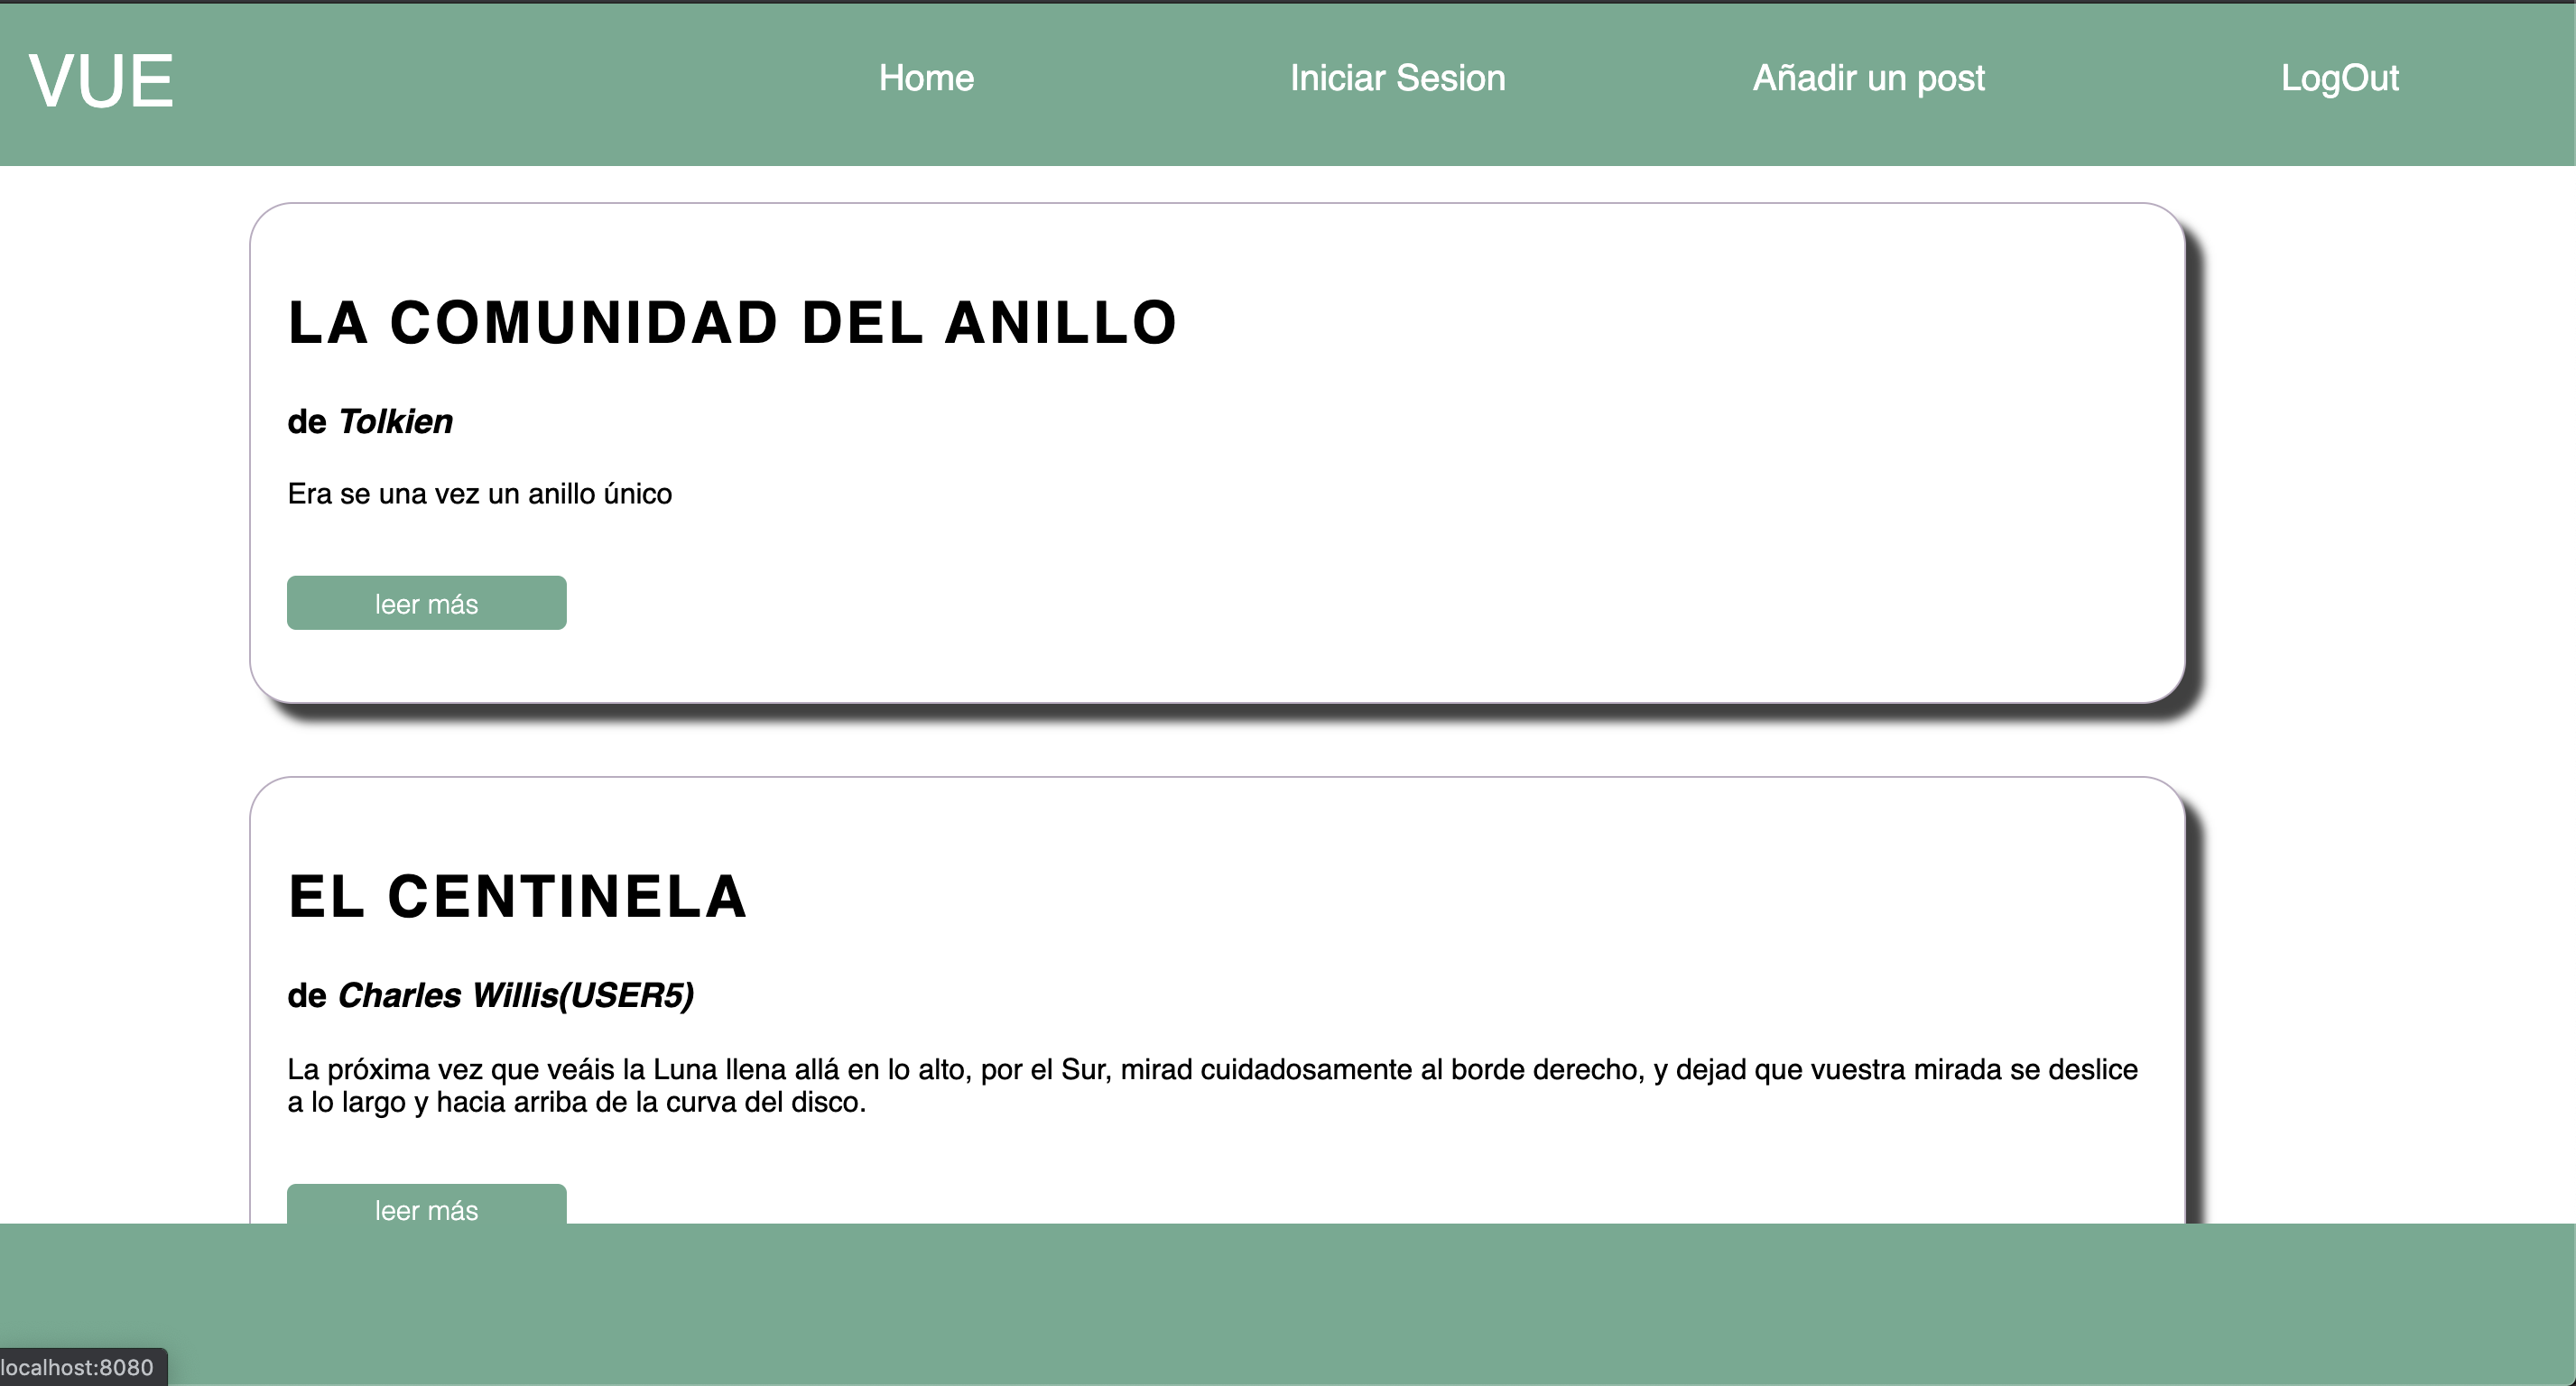 VUE
Home
Iniciar Sesion
Añadir un post
LogOut
LA COMUNIDAD DEL ANILLO
de Tolkien
Era se una vez un anillo único
leer más
EL CENTINELA
de Charles Willis(USER5)
La próxima vez que veáis la Luna llena allá en lo alto, por el Sur, mirad cuidadosamente al borde derecho, y dejad que vuestra mirada se deslice
a lo largo y hacia arriba de la curva del disco.
leer más
localhost:8080